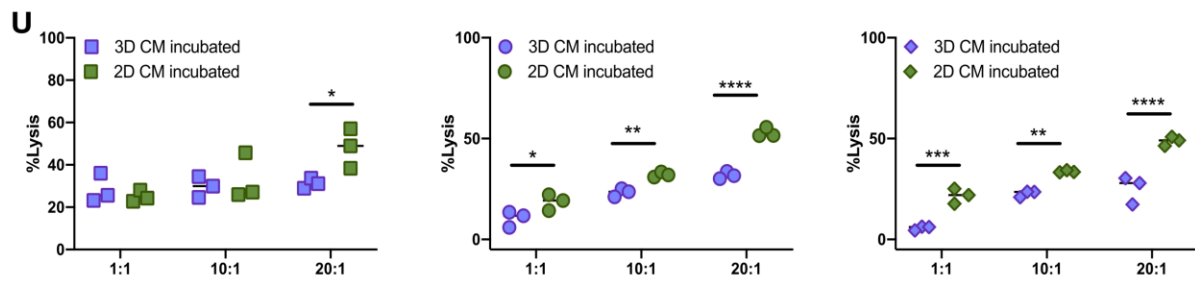 U
100
80
60
40
20
0
%Lysis
3D CM incubated
2D CM incubated
*
1:1
10:1
20:1
100
50
0
%Lysis
3D CM incubated
2D CM incubated
*
**
****
1:1
10:1
20:1
100
50
0
%Lysis
3D CM incubated
2D CM incubated
***
**
****
1:1
10:1
20:1